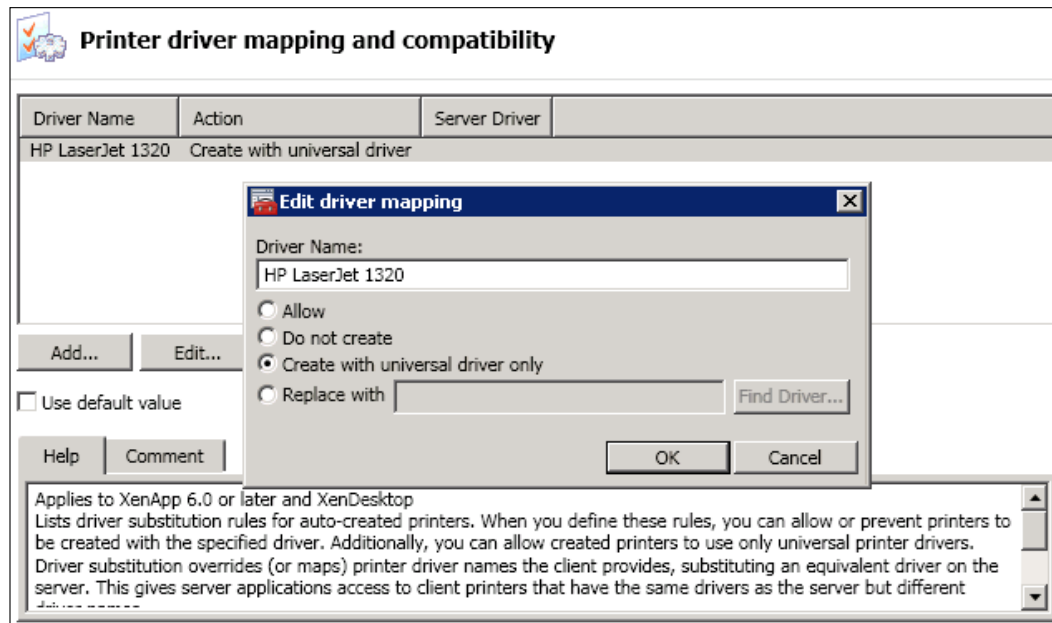 Printer driver mapping and compatibility
Driver Name Action Server Driver
HP LaserJet 1320 Create with universal driver
Edit driver mapping
Driver Name:
HP LaserJet 1320
Allow
Do not create
Create with universal driver only
Replace with Find Driver...
OK Cancel
Add... Edit...
Use default value
Help Comment
Applies to XenApp 6.0 or later and XenDesktop
Lists driver substitution rules for auto-created printers. When you define these rules, you can allow or prevent printers to
be created with the specified driver. Additionally, you can allow created printers to use only universal printer drivers.
Driver substitution overrides (or maps) printer driver names the client provides, substituting an equivalent driver on the
server. This gives server applications access to client printers that have the same drivers as the server but different